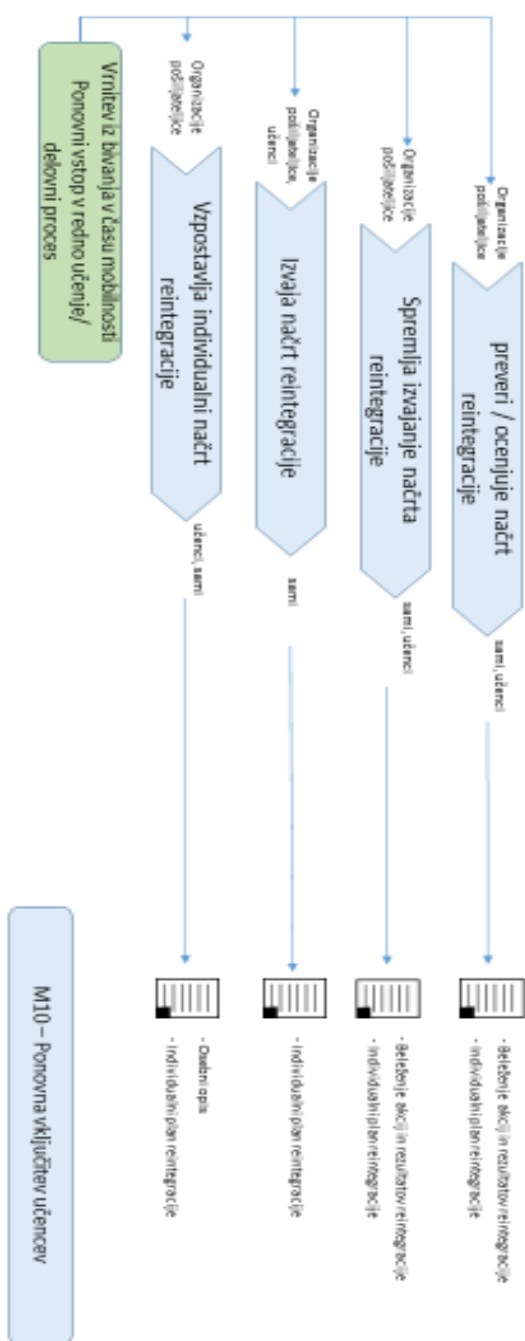 M10 – Ponovna vključitev učencev
Vrnitev iz bivanja v času mobilnosti
Ponovni vstop v redno učenje/
delovni proces
Organizacije
pošiljateljice
Vzpostavlja individualni načrt
reintegracije
učenci, sami
- Osebni opis
- Individualni plan reintegracije
Organizacije
pošiljateljice,
učenci
Izvaja načrt reintegracije
sami
- Individualni plan reintegracije
Organizacije
pošiljateljice
Spremlja izvajanje načrta
reintegracije
sami, učenci
- Beleženje akcij in rezultatov reintegracije
- Individualni plan reintegracije
Organizacije
pošiljateljice
preveri / ocenjuje načrt
reintegracije
sami, učenci
- Beleženje akcij in rezultatov reintegracije
- Individualni plan reintegracije